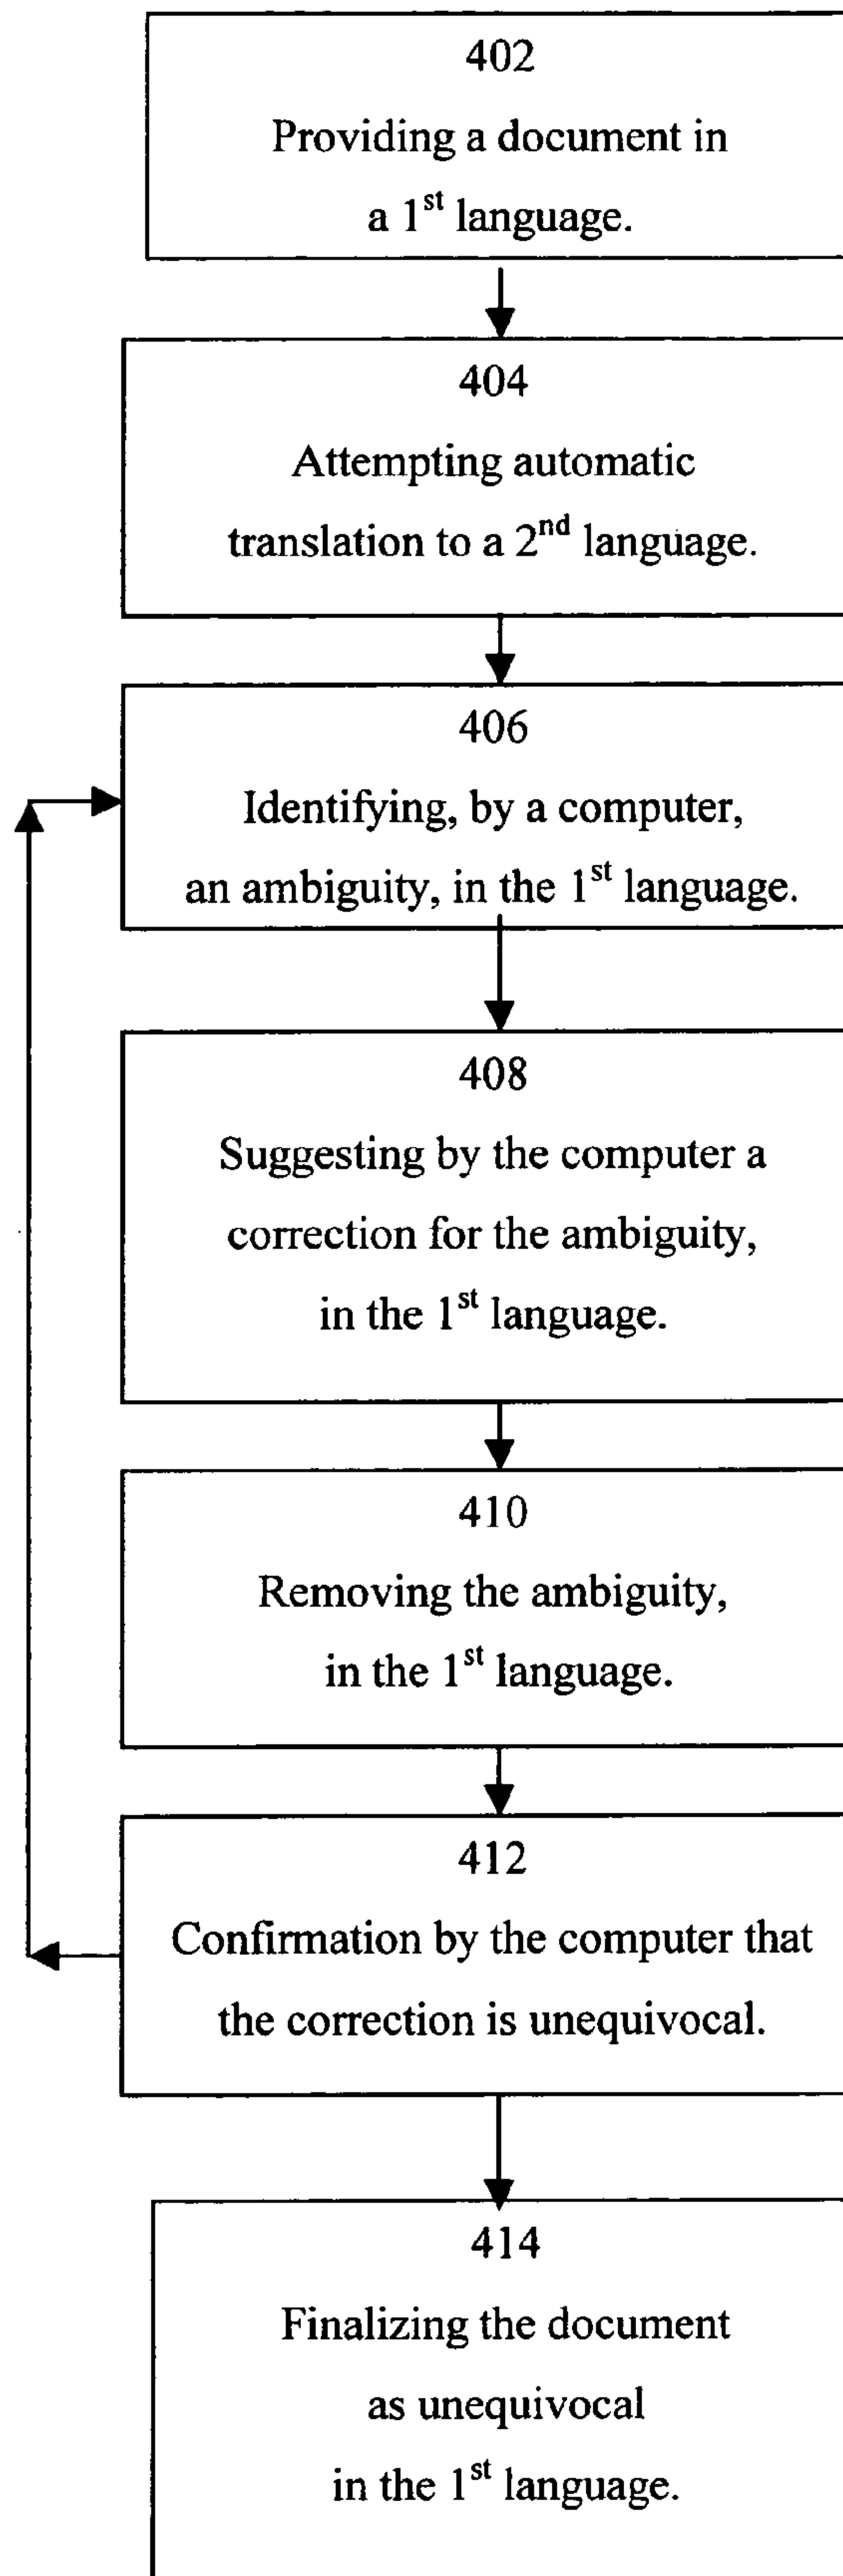 402
Providing a document in
a 1st language.
404
Attempting automatic
translation to a 2nd language.
406
Identifying, by a computer,
an ambiguity, in the 1st language.
408
Suggesting by the computer a
correction for the ambiguity,
in the 1st language.
410
Removing the ambiguity,
in the 1st language.
412
Confirmation by the computer that
the correction is unequivocal.
414
Finalizing the document
as unequivocal
in the 1st language.